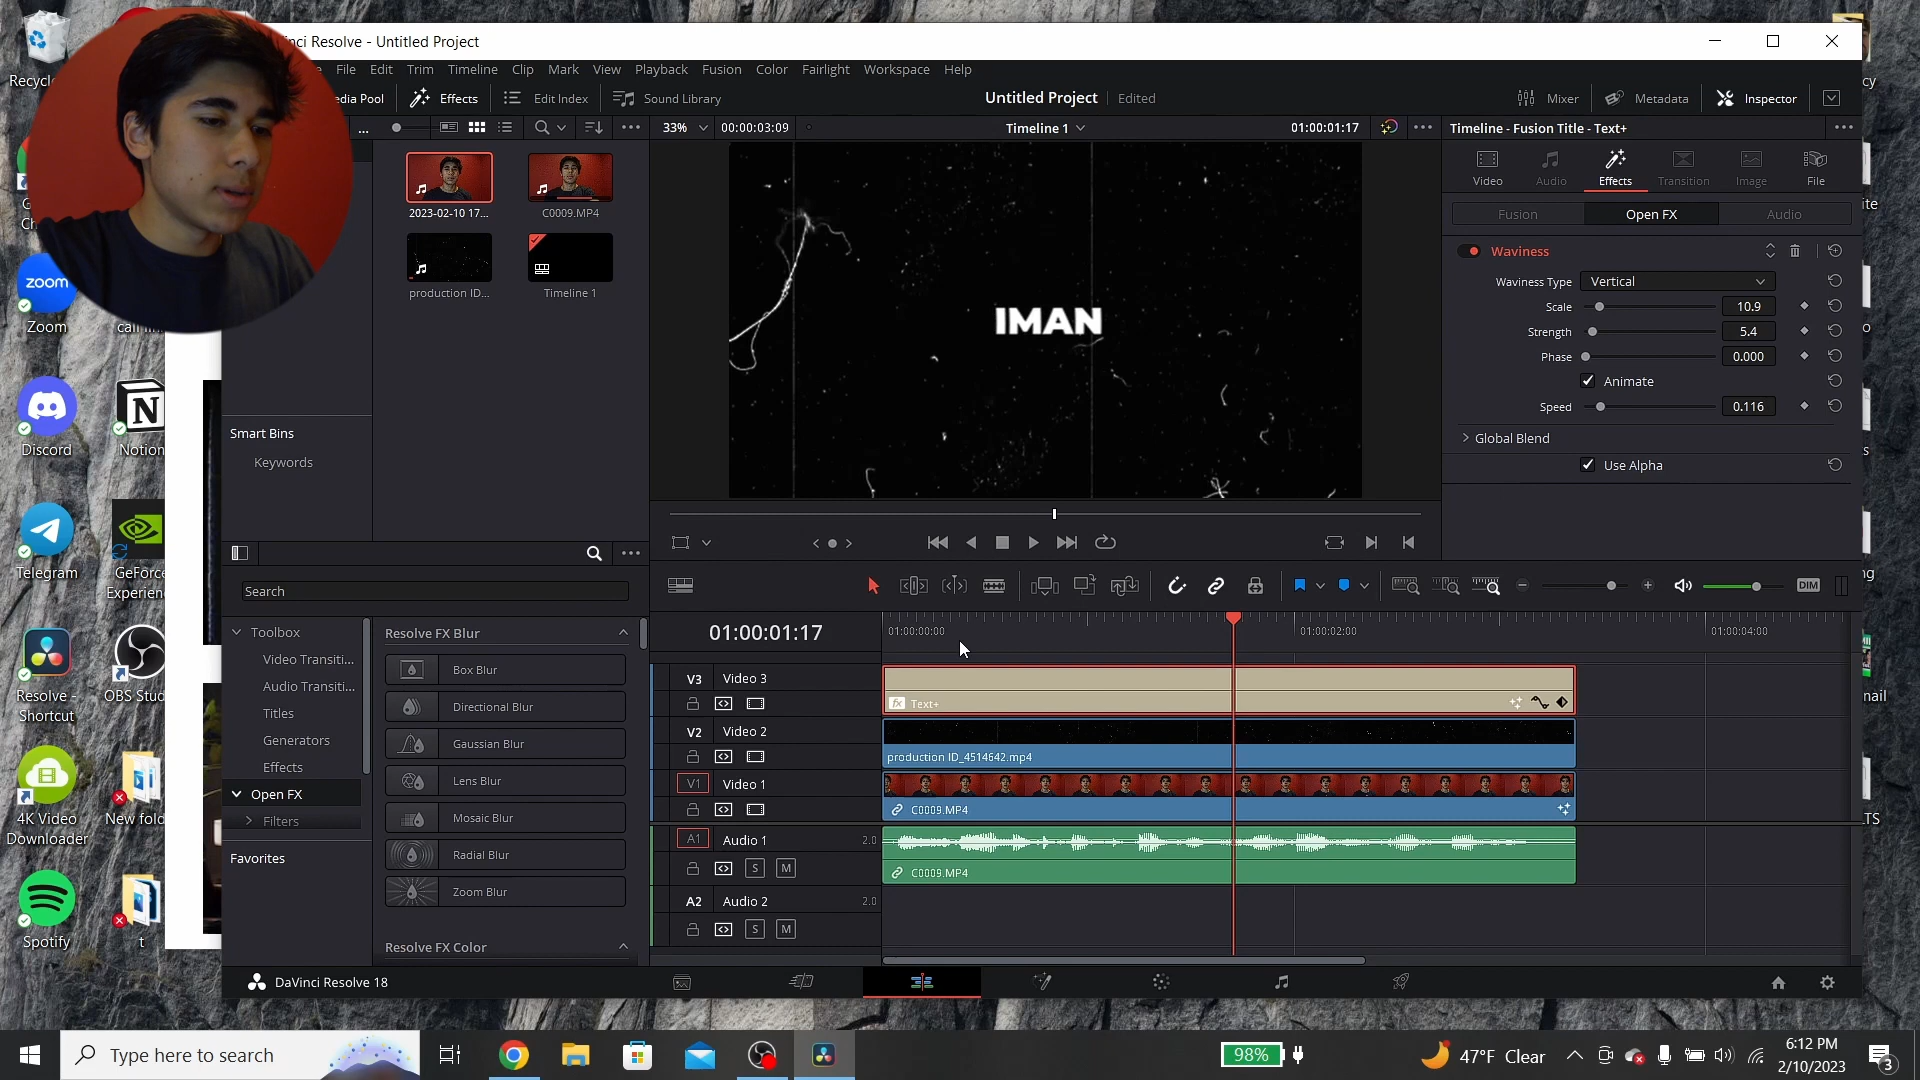 DaVinci Resolve - Untitled Project
File Edit Trim Timeline Clip Mark View Playback Fusion Color Fairlight Workspace Help
Effects Edit Index Sound Library
Untitled Project Edited
Mixer Metadata Inspector
33% 00:00:03:09
Timeline 1
01:00:01:17
Timeline - Fusion Title - Text+
2023-02-10 17...
C0009.MP4
production ID...
Timeline 1
Smart Bins
Keywords
IMAN
Video Audio Effects Transition Image File
Fusion Open FX Audio
Waviness
Waviness Type Vertical
Scale 10.9
Strength 5.4
Phase 0.000
Animate
Speed 0.116
Global Blend
Use Alpha
Search
Toolbox
Video Transiti...
Audio Transiti...
Titles
Generators
Effects
Open FX
Filters
Favorites
Resolve FX Blur
Box Blur
Directional Blur
Gaussian Blur
Lens Blur
Mosaic Blur
Radial Blur
Zoom Blur
Resolve FX Color
DIM
01:00:01:17
01:00:00:00 01:00:02:00 01:00:04:00
V3 Video 3
fx Text+
V2 Video 2
production ID_4514642.mp4
V1 Video 1
C0009.MP4
A1 Audio 1 2.0
S M
C0009.MP4
A2 Audio 2 2.0
S M
DaVinci Resolve 18
zoom
Zoom
Discord
Notion
Telegram
GeForce
Experien
Resolve -
Shortcut
OBS Stud
4K Video
Downloader
New fold
Spotify
t
Type here to search
98%
47°F Clear
6:12 PM
2/10/2023
3